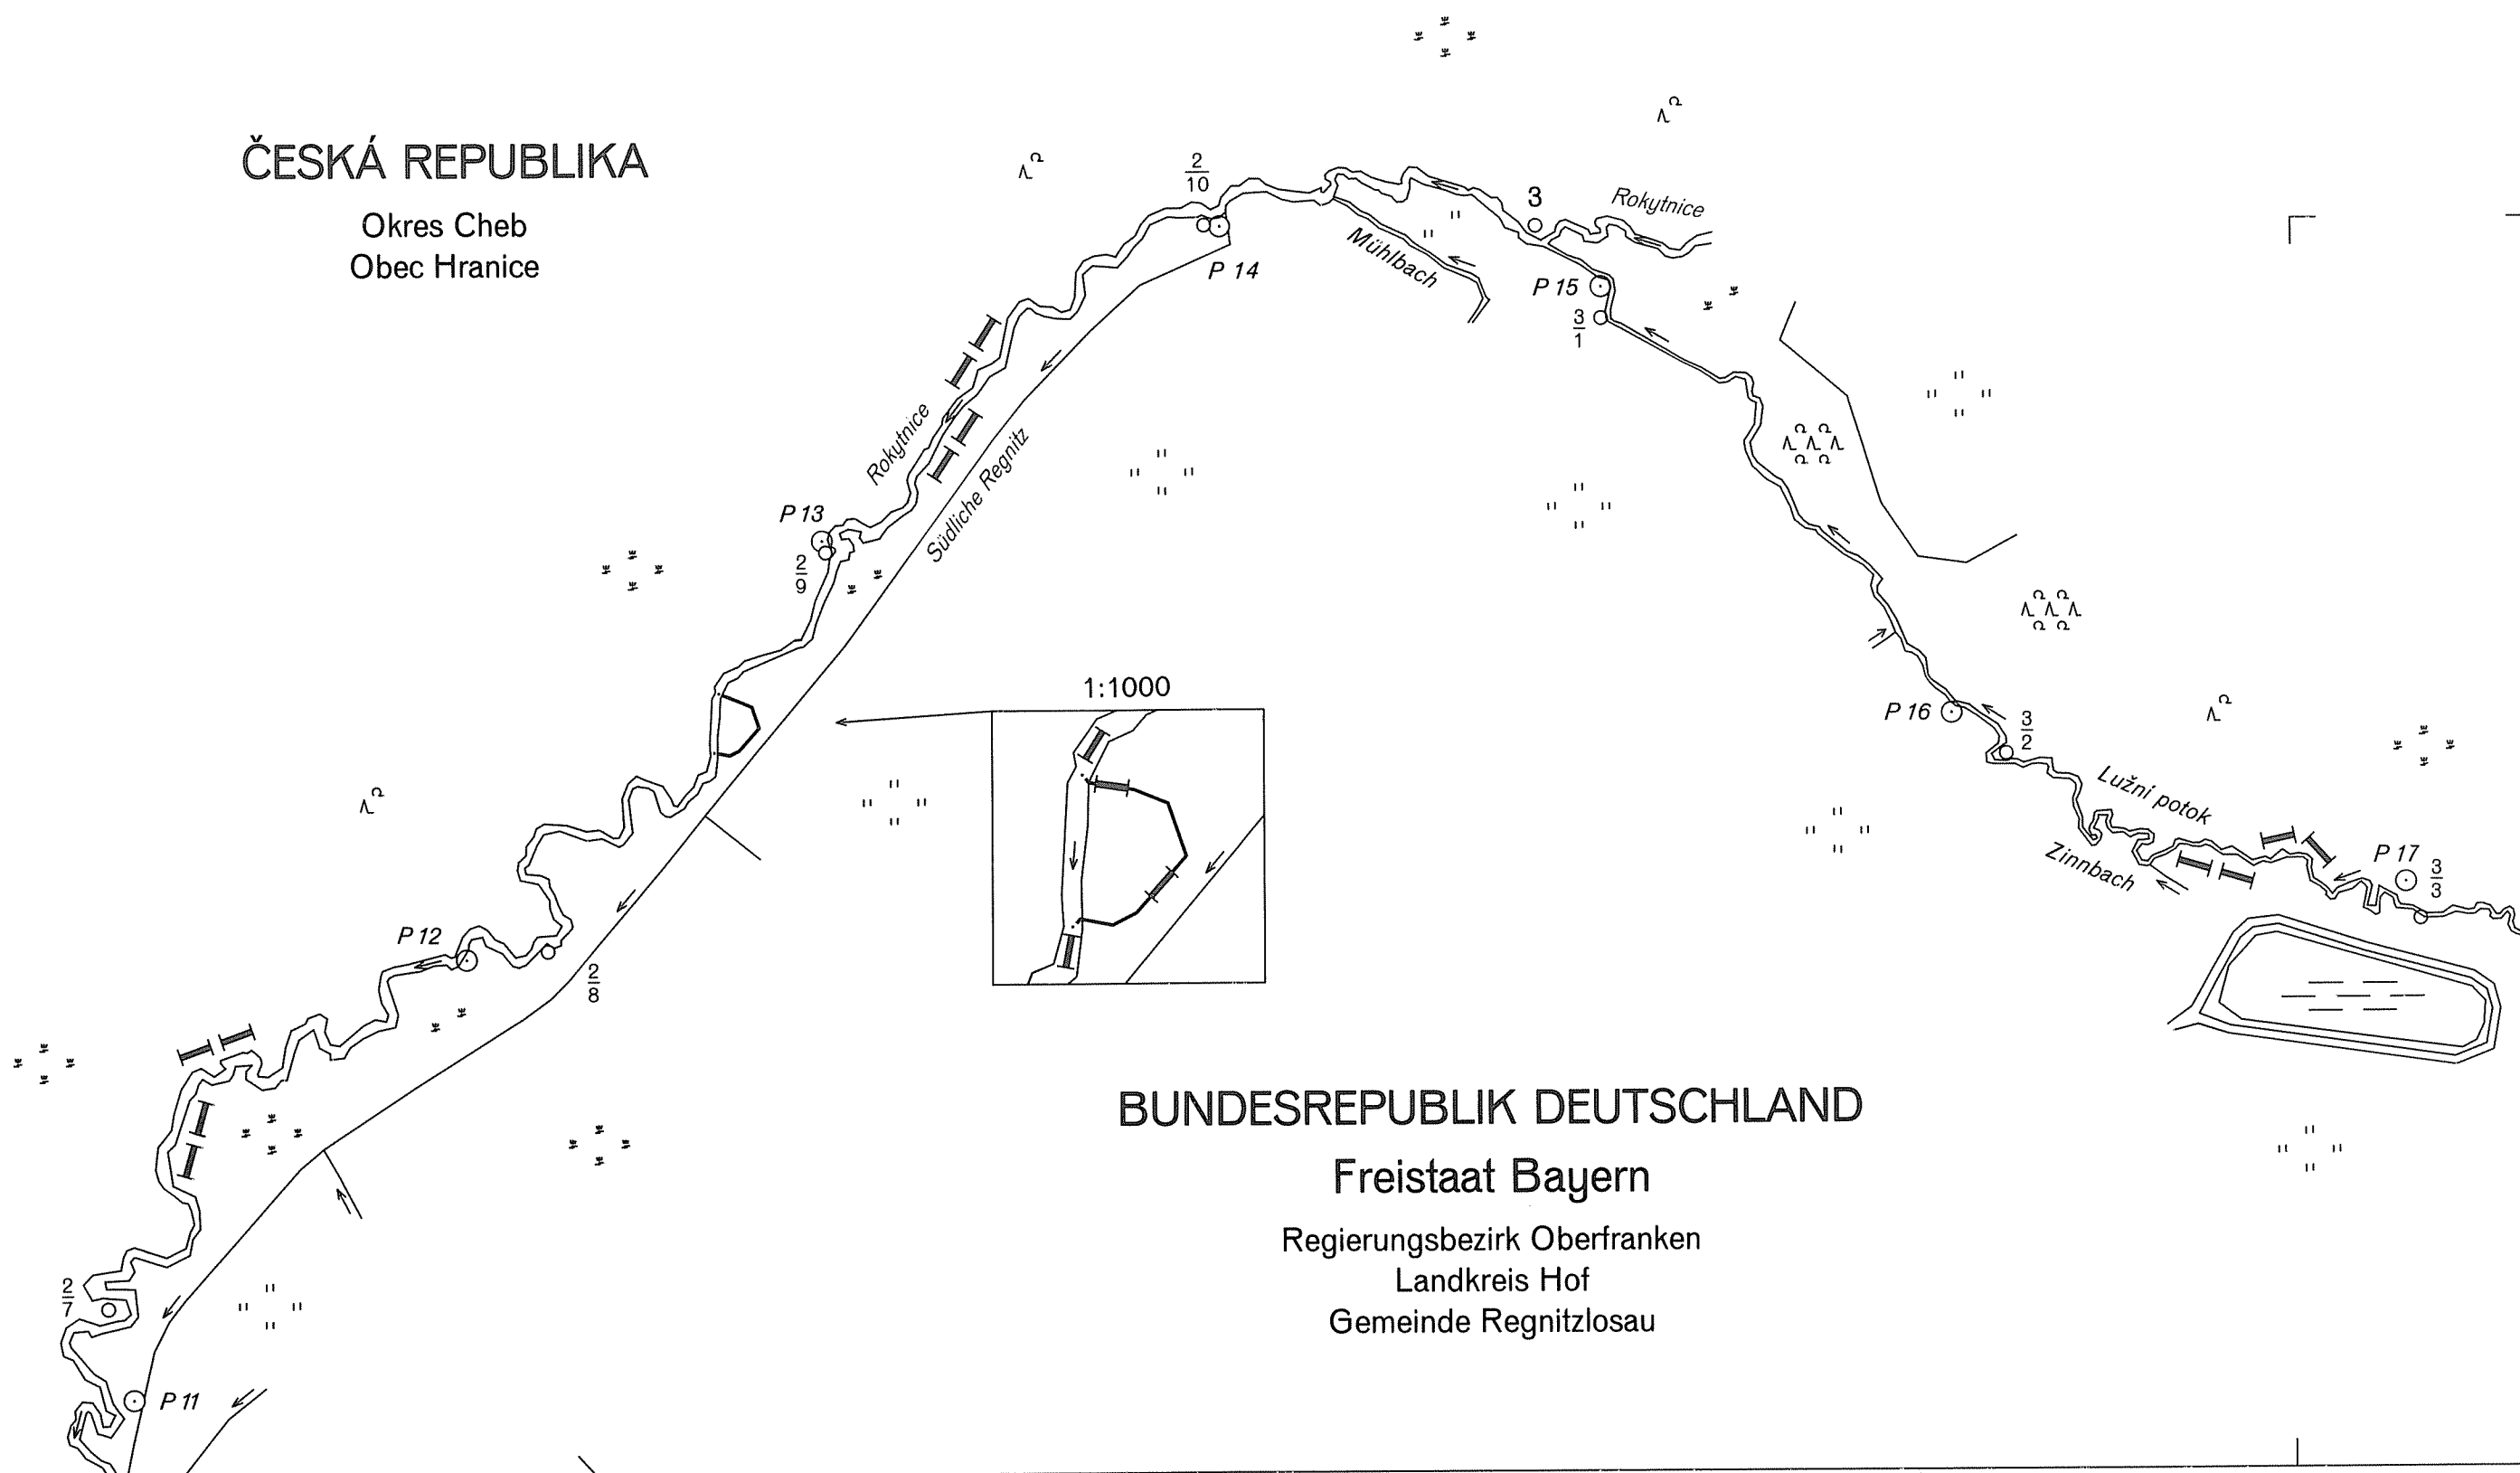 ČESKÁ REPUBLIKA
Okres Cheb
Obec Hranice
2
10
P 14
3
Rokytnice
Mühlbach
P 15
3
1
Rokytnice
Südliche Regnitz
P 13
2
9
1:1000
P 16
3
2
Lužní potok
Zinnbach
P 17
3
3
P 12
2
8
BUNDESREPUBLIK DEUTSCHLAND
Freistaat Bayern
Regierungsbezirk Oberfranken
Landkreis Hof
Gemeinde Regnitzlosau
2
7
P 11